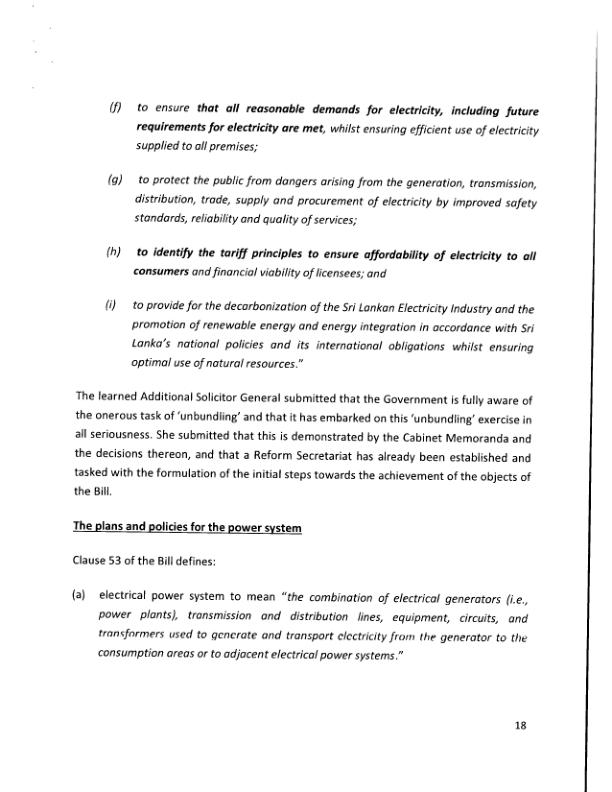 (f) to ensure that all reasonable demands for electricity, including future
requirements for electricity are met, whilst ensuring efficient use of electricity
supplied to all premises;
(g) to protect the public from dangers arising from the generation, transmission,
distribution, trade, supply and procurement of electricity by improved safety
standards, reliability and quality of services;
(h) to identify the tariff principles to ensure affordability of electricity to all
consumers and financial viability of licensees; and
(i) to provide for the decarbonization of the Sri Lankan Electricity Industry and the
promotion of renewable energy and energy integration in accordance with Sri
Lanka's national policies and its international obligations whilst ensuring
optimal use of natural resources."
The learned Additional Solicitor General submitted that the Government is fully aware of
the onerous task of 'unbundling' and that it has embarked on this 'unbundling' exercise in
all seriousness. She submitted that this is demonstrated by the Cabinet Memoranda and
the decisions thereon, and that a Reform Secretariat has already been established and
tasked with the formulation of the initial steps towards the achievement of the objects of
the Bill.
The plans and policies for the power system
Clause 53 of the Bill defines:
(a) electrical power system to mean "the combination of electrical generators (i.e.,
power plants), transmission and distribution lines, equipment, circuits, and
transformers used to generate and transport electricity from the generator to the
consumption areas or to adjacent electrical power systems."
18